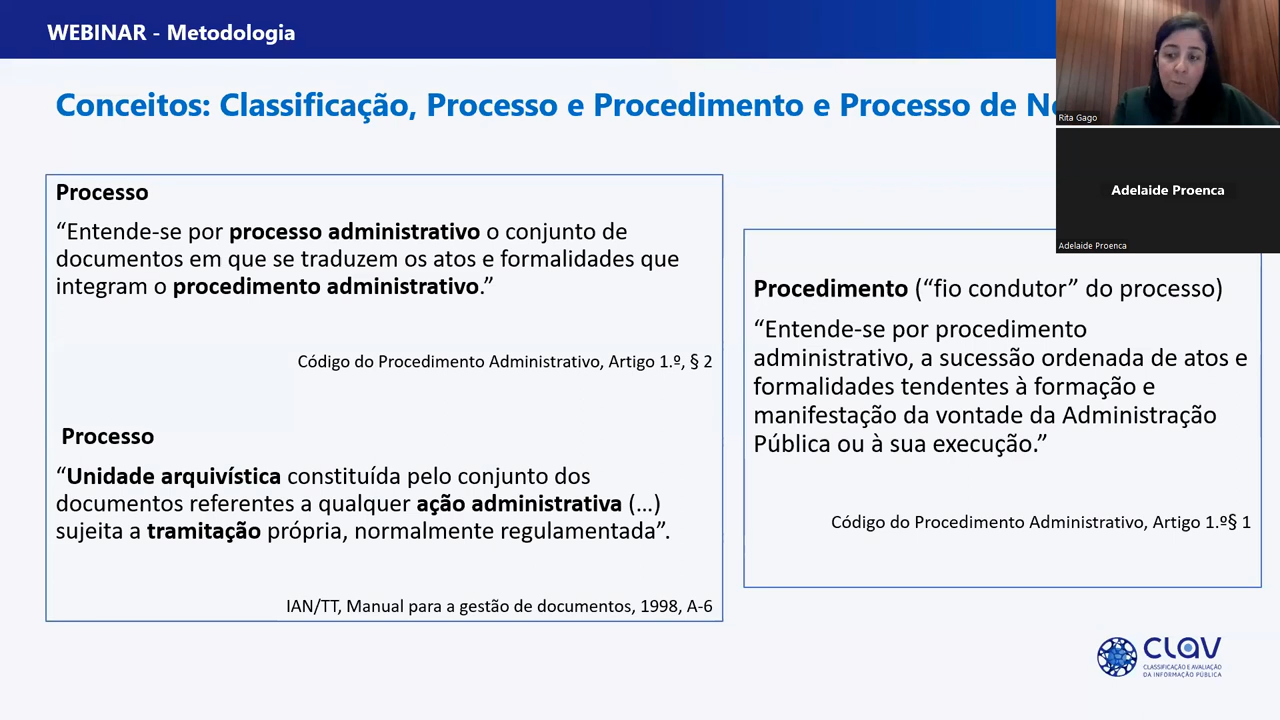 WEBINAR - Metodologia
Conceitos: Classificação, Processo e Procedimento e Processo de
Processo
“Entende-se por processo administrativo o conjunto de
documentos em que se traduzem os atos e formalidades que
integram o procedimento administrativo.”
Código do Procedimento Administrativo, Artigo 1.º, § 2
Processo
“Unidade arquivística constituída pelo conjunto dos
documentos referentes a qualquer ação administrativa (...)
sujeita a tramitação própria, normalmente regulamentada”.
IAN/TT, Manual para a gestão de documentos, 1998, A-6
Procedimento (“fio condutor” do processo)
“Entende-se por procedimento
administrativo, a sucessão ordenada de atos e
formalidades tendentes à formação e
manifestação da vontade da Administração
Pública ou à sua execução.”
Código do Procedimento Administrativo, Artigo 1.º§ 1
Rita Gago
Adelaide Proenca
Adelaide Proenca
CLAV
CLASSIFICAÇÃO E AVALIAÇÃO
DA INFORMAÇÃO PÚBLICA